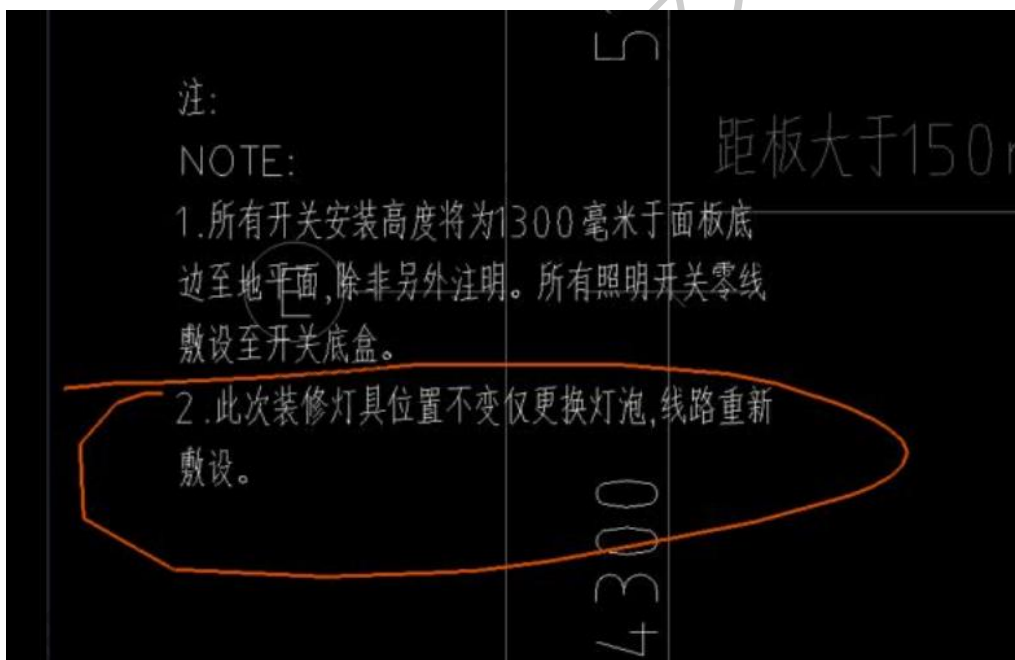 注:
NOTE:
距板大于150
1.所有开关安装高度将为1300毫米于面板底
边至地平面,除非另外注明。所有照明开关零线
敷设至开关底盒。
2.此次装修灯具位置不变仅更换灯泡,线路重新
敷设。
4300